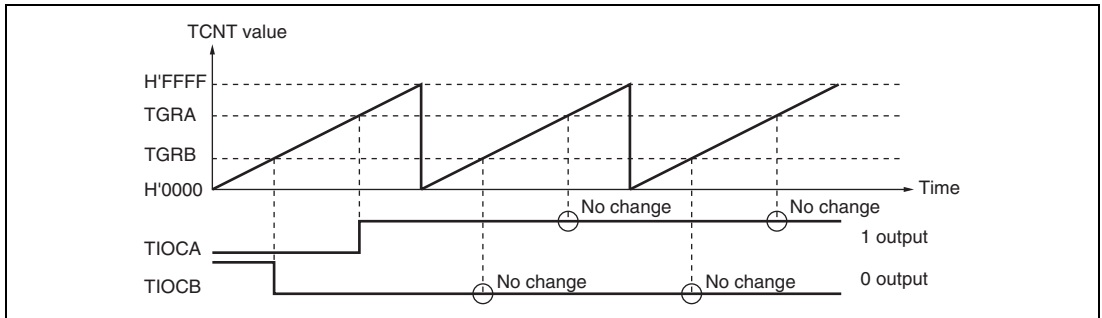 TCNT value
H'FFFF
TGRA
TGRB
H'0000
Time
No change
No change
1 output
TIOCA
No change
No change
0 output
TIOCB